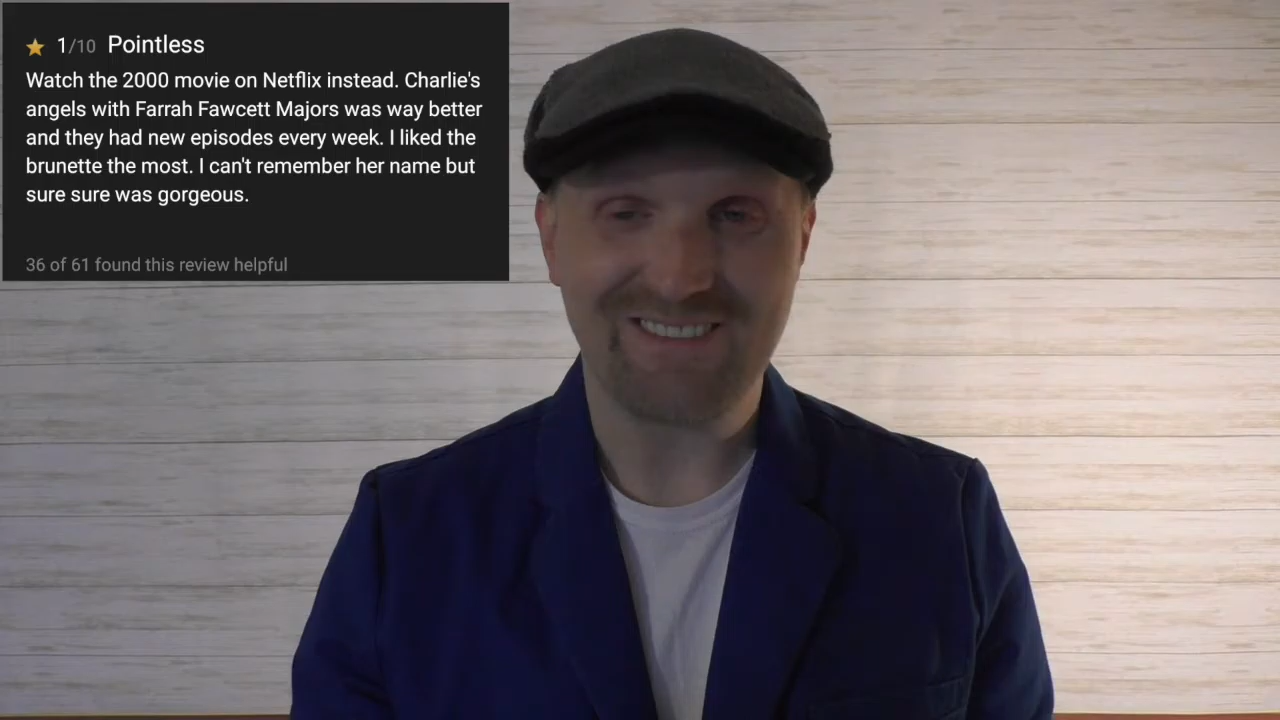 1/10 Pointless
Watch the 2000 movie on Netflix instead. Charlie's
angels with Farrah Fawcett Majors was way better
and they had new episodes every week. I liked the
brunette the most. I can't remember her name but
sure sure was gorgeous.
36 of 61 found this review helpful